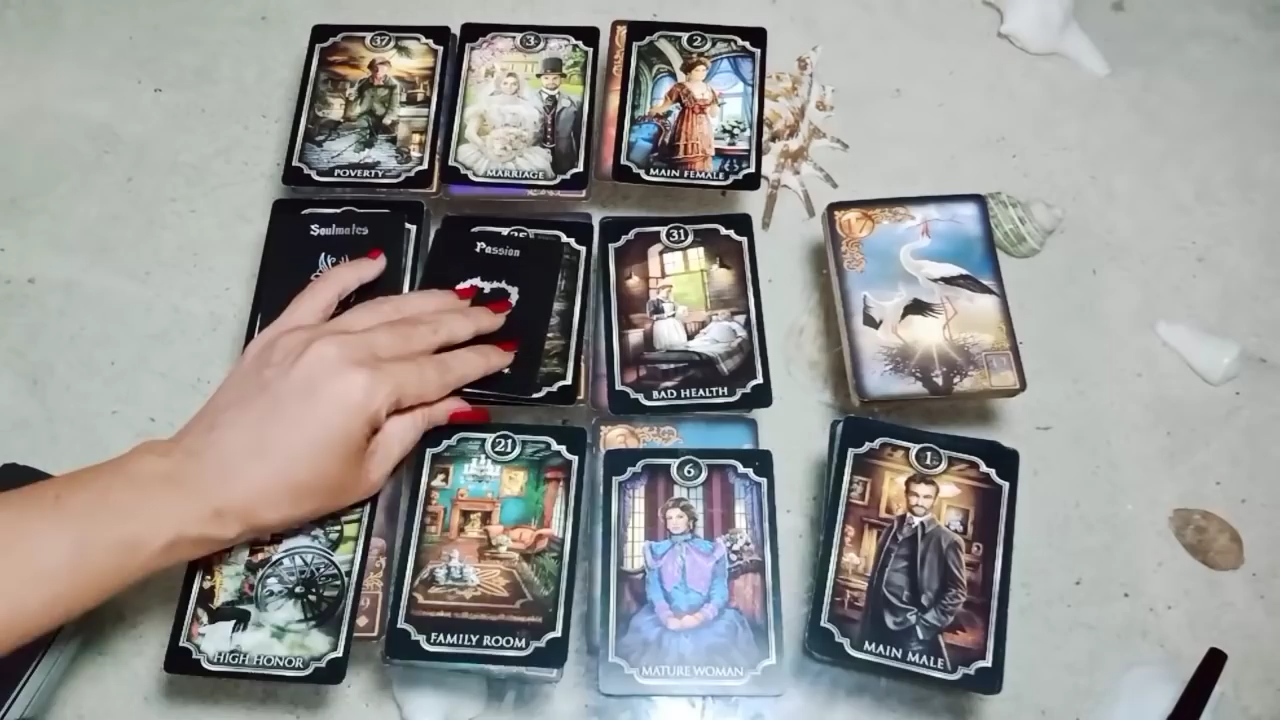 37
POVERTY
3
MARRIAGE
2
MAIN FEMALE
Soulmates
Passion
31
BAD HEALTH
17
HIGH HONOR
21
FAMILY ROOM
6
MATURE WOMAN
1
MAIN MALE